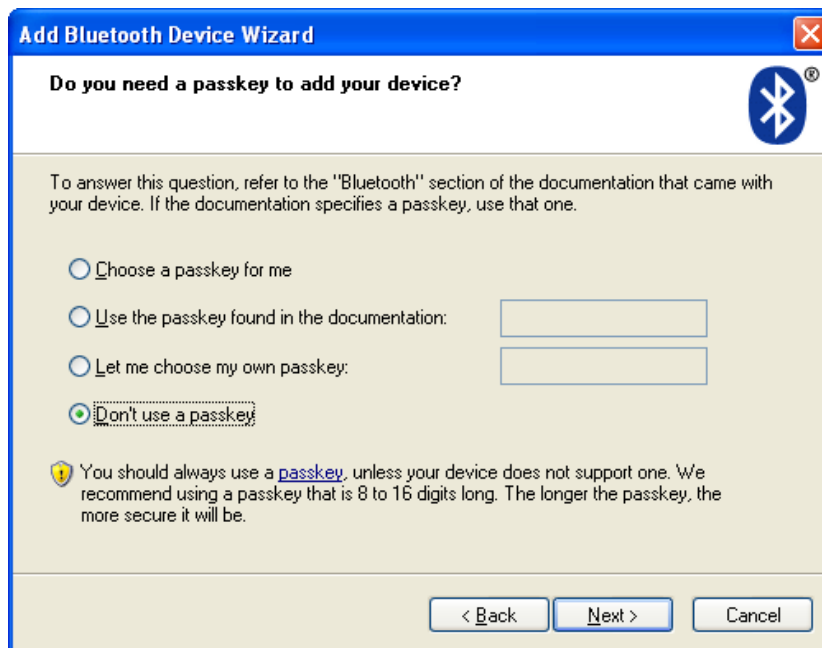 Add Bluetooth Device Wizard
Do you need a passkey to add your device?
®
To answer this question, refer to the "Bluetooth" section of the documentation that came with
your device. If the documentation specifies a passkey, use that one.
Choose a passkey for me
Use the passkey found in the documentation:
Let me choose my own passkey:
Don't use a passkey
You should always use a passkey, unless your device does not support one. We
recommend using a passkey that is 8 to 16 digits long. The longer the passkey, the
more secure it will be.
< Back Next > Cancel